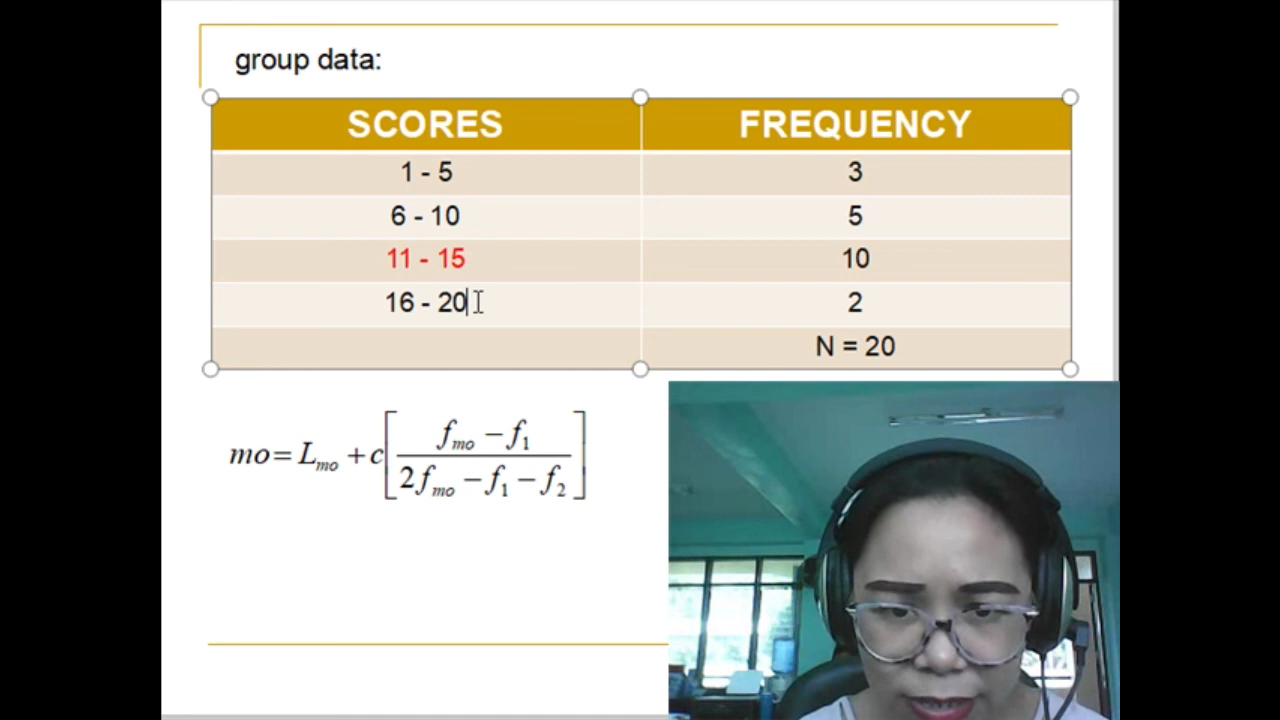 group data:
SCORES FREQUENCY
1 - 5 3
6 - 10 5
11 - 15 10
16 - 20 2
N = 20
mo = L_mo + c[(f_mo − f_1) / (2f_mo − f_1 − f_2)]